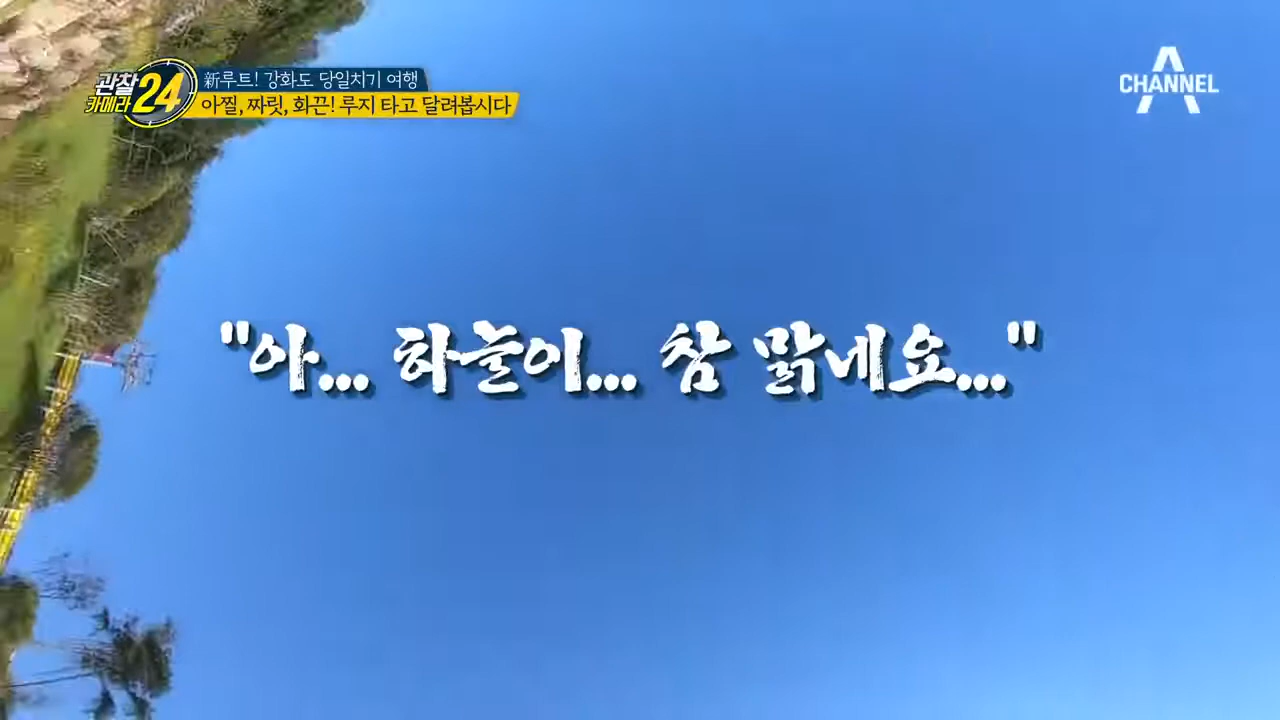 관찰
카메라
24
新루트! 강화도 당일치기 여행
아찔, 짜릿, 화끈! 루지 타고 달려봅시다
CHANNEL A
"아... 하늘이... 참 맑네요..."